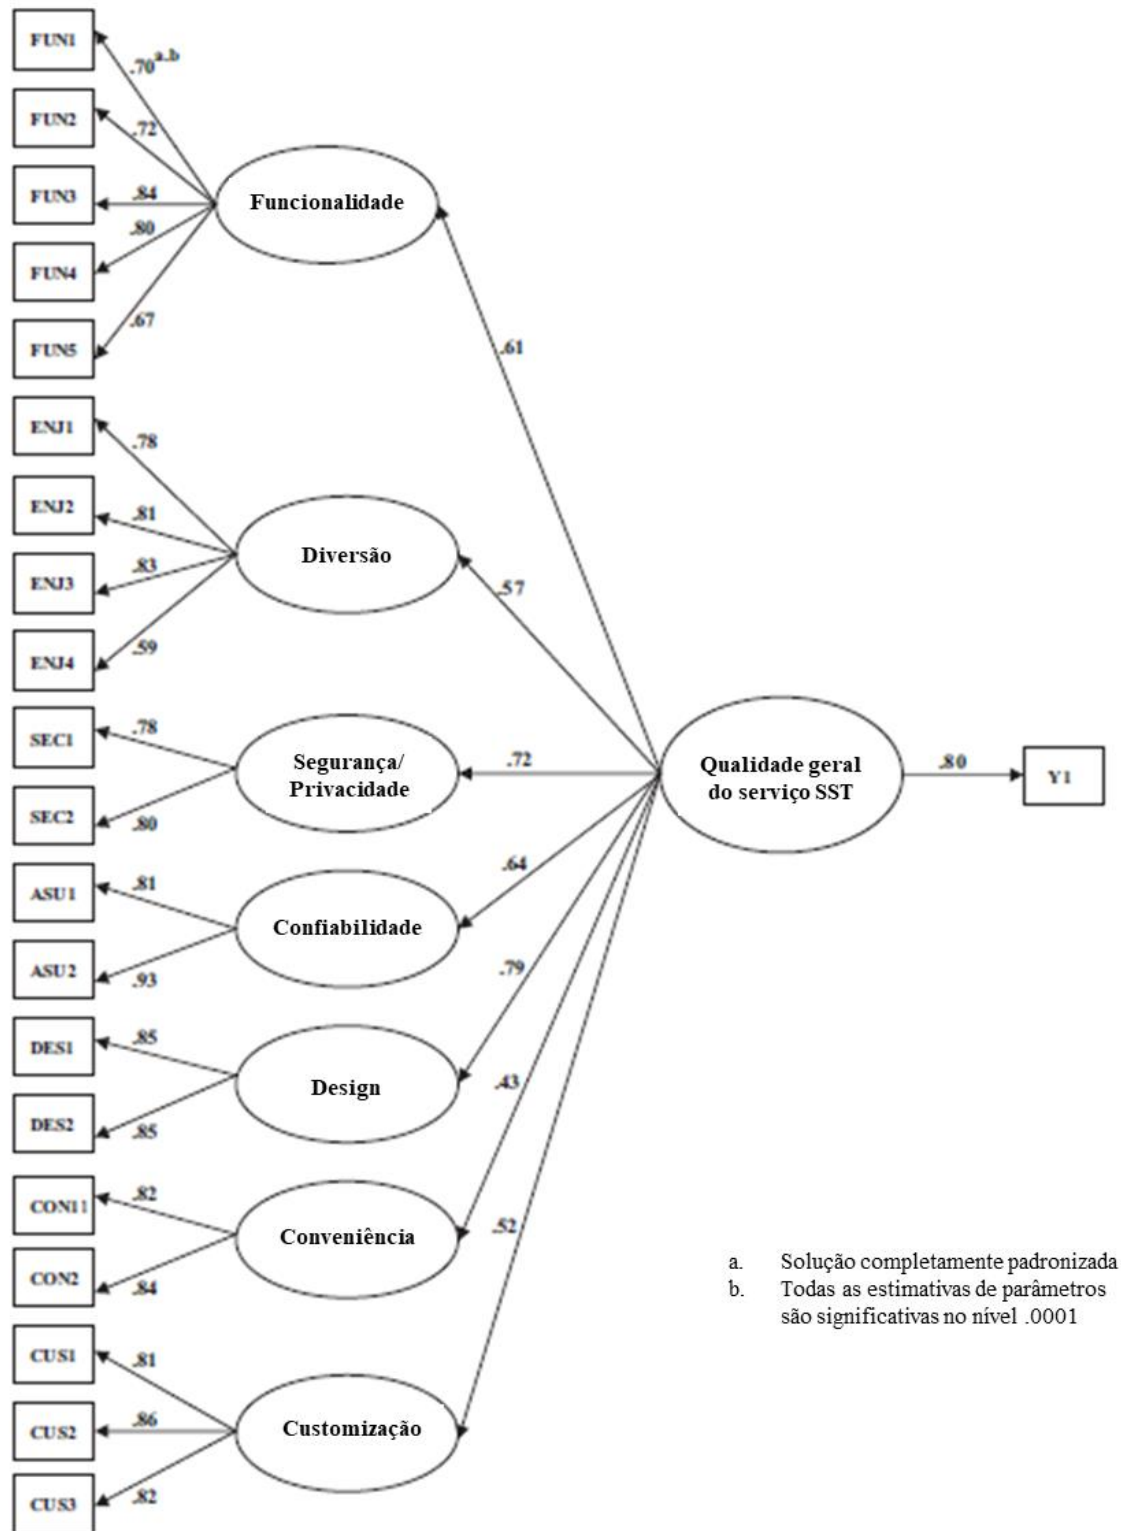 FUN1
.70a.b
FUN2
.72
FUN3
.84
Funcionalidade
.80
FUN4
.67
FUN5
.61
ENJ1
.78
ENJ2
.81
ENJ3
.83
Diversão
.57
ENJ4
.59
SEC1
.78
Segurança/
Privacidade
.72
SEC2
.80
Qualidade geral
do serviço SST
.80
Y1
ASU1
.81
Confiabilidade
.64
ASU2
.93
DES1
.85
Design
.79
DES2
.85
CON11
.82
Conveniência
.43
CON2
.84
CUS1
.81
CUS2
.86
Customização
.52
CUS3
.82
a. Solução completamente padronizada
b. Todas as estimativas de parâmetros
são significativas no nível .0001